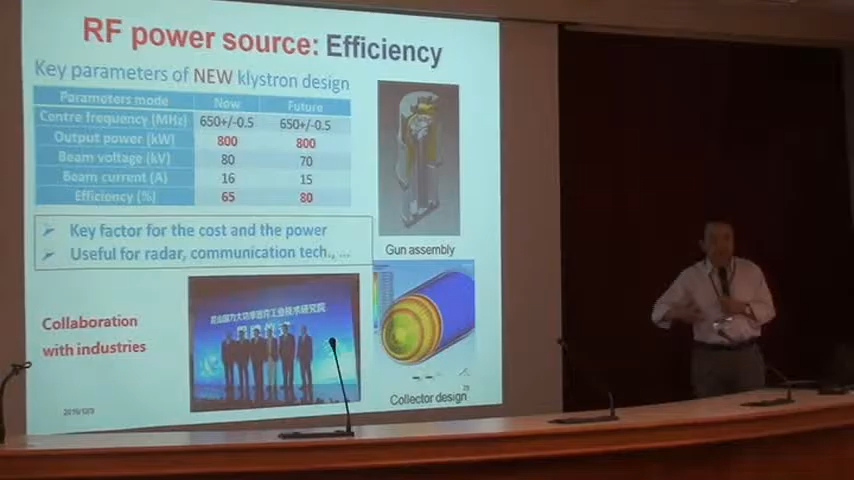 RF power source: Efficiency
Key parameters of NEW klystron design
Parameters mode Now Future
Centre frequency (MHz) 650+/-0.5 650+/-0.5
Output power (kW) 800 800
Beam voltage (kV) 80 70
Beam current (A) 16 15
Efficiency (%) 65 80
Key factor for the cost and the power
Useful for radar, communication tech., ...
Gun assembly
Collaboration
with industries
Collector design